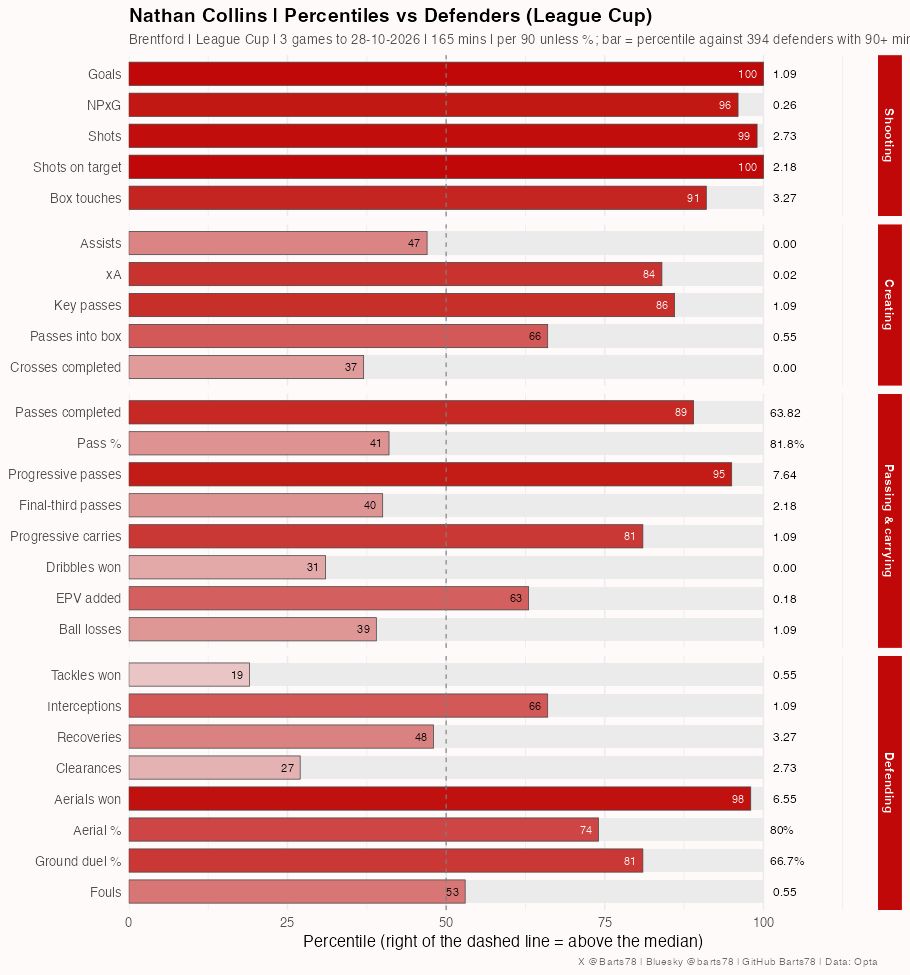 Nathan Collins | Percentiles vs Defenders (League Cup)
Brentford | League Cup | 3 games to 28-10-2026 | 165 mins | per 90 unless %; bar = percentile against 394 defenders with 90+ min
Shooting
Goals 100 1.09
NPxG 96 0.26
Shots 99 2.73
Shots on target 100 2.18
Box touches 91 3.27
Creating
Assists 47 0.00
xA 84 0.02
Key passes 86 1.09
Passes into box 66 0.55
Crosses completed 37 0.00
Passing & carrying
Passes completed 89 63.82
Pass % 41 81.8%
Progressive passes 95 7.64
Final-third passes 40 2.18
Progressive carries 81 1.09
Dribbles won 31 0.00
EPV added 63 0.18
Ball losses 39 1.09
Defending
Tackles won 19 0.55
Interceptions 66 1.09
Recoveries 48 3.27
Clearances 27 2.73
Aerials won 98 6.55
Aerial % 74 80%
Ground duel % 81 66.7%
Fouls 53 0.55
0 25 50 75 100
Percentile (right of the dashed line = above the median)
X @Barts78 | Bluesky @barts78 | GitHub Barts78 | Data: Opta